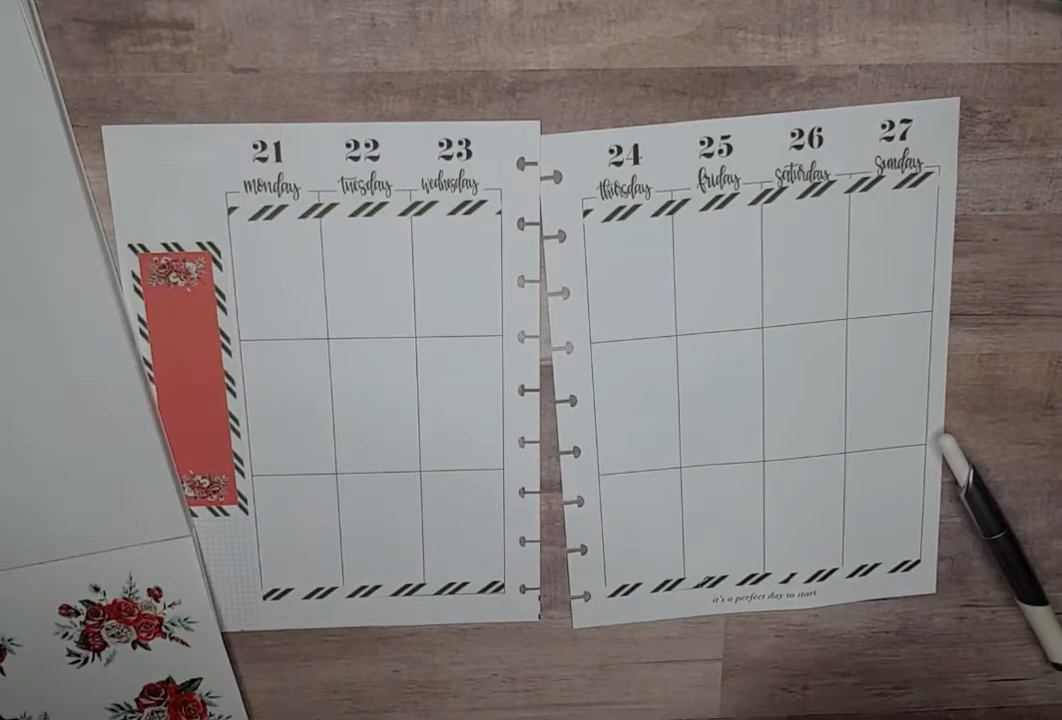 21 22 23
monday tuesday wednesday
24 25 26 27
thursday friday saturday sunday
it's a perfect day to start